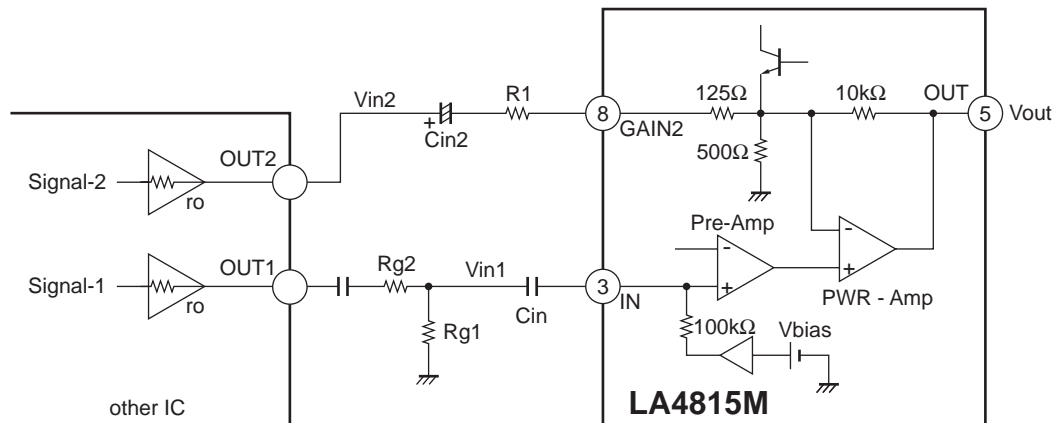 Vin2
Cin2
+
R1
8
GAIN2
125Ω
10kΩ
OUT
5
Vout
500Ω
Signal-2
ro
OUT2
Signal-1
ro
OUT1
Rg2
Rg1
Vin1
Cin
3
IN
Pre-Amp
-
+
-
+
PWR - Amp
100kΩ
Vbias
LA4815M
other IC